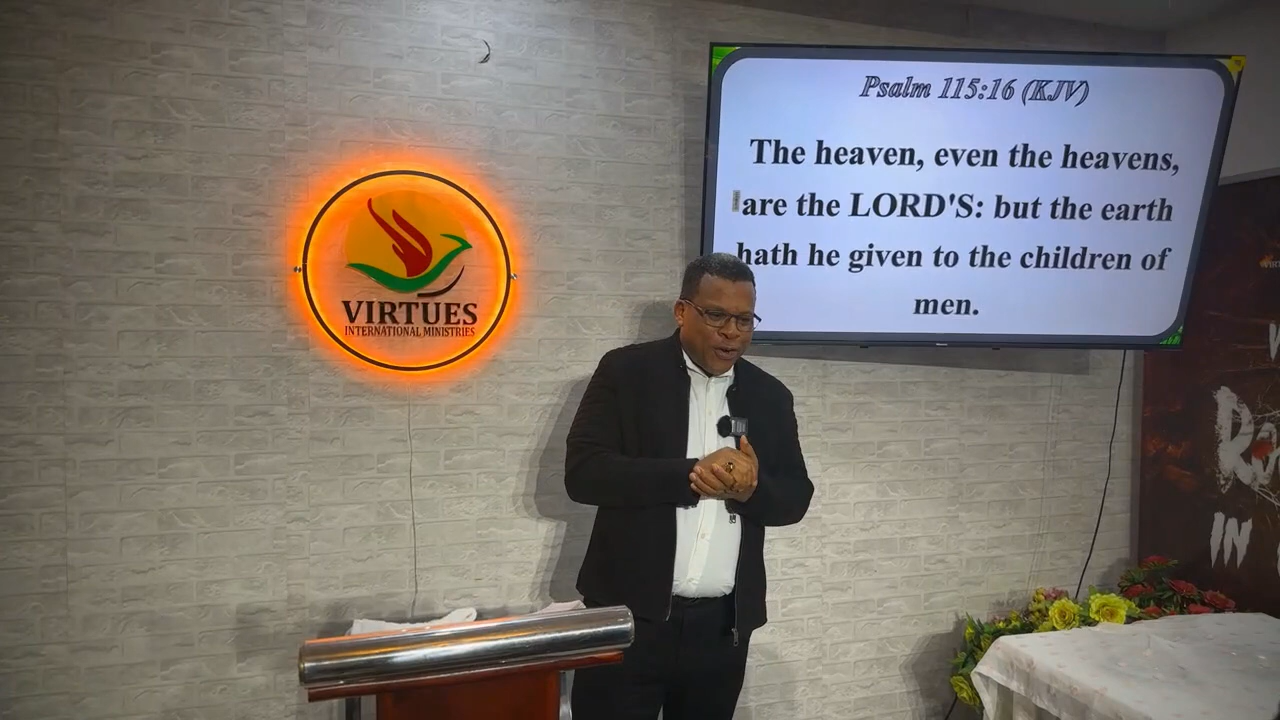 Psalm 115:16 (KJV)
The heaven, even the heavens,
are the LORD'S: but the earth
hath he given to the children of
men.
VIRTUES
INTERNATIONAL MINISTRIES
IN